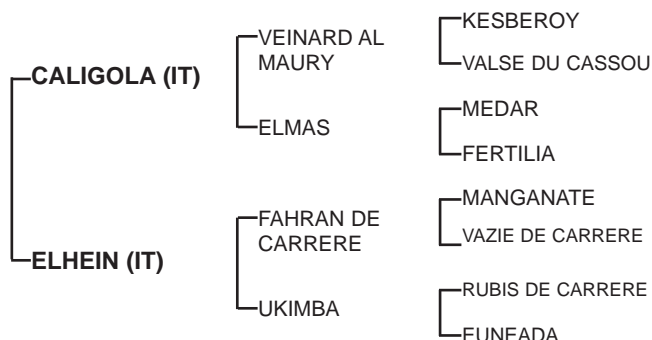 KESBEROY
VEINARD AL
MAURY
VALSE DU CASSOU
CALIGOLA (IT)
MEDAR
ELMAS
FERTILIA
MANGANATE
FAHRAN DE
CARRERE
VAZIE DE CARRERE
ELHEIN (IT)
RUBIS DE CARRERE
UKIMBA